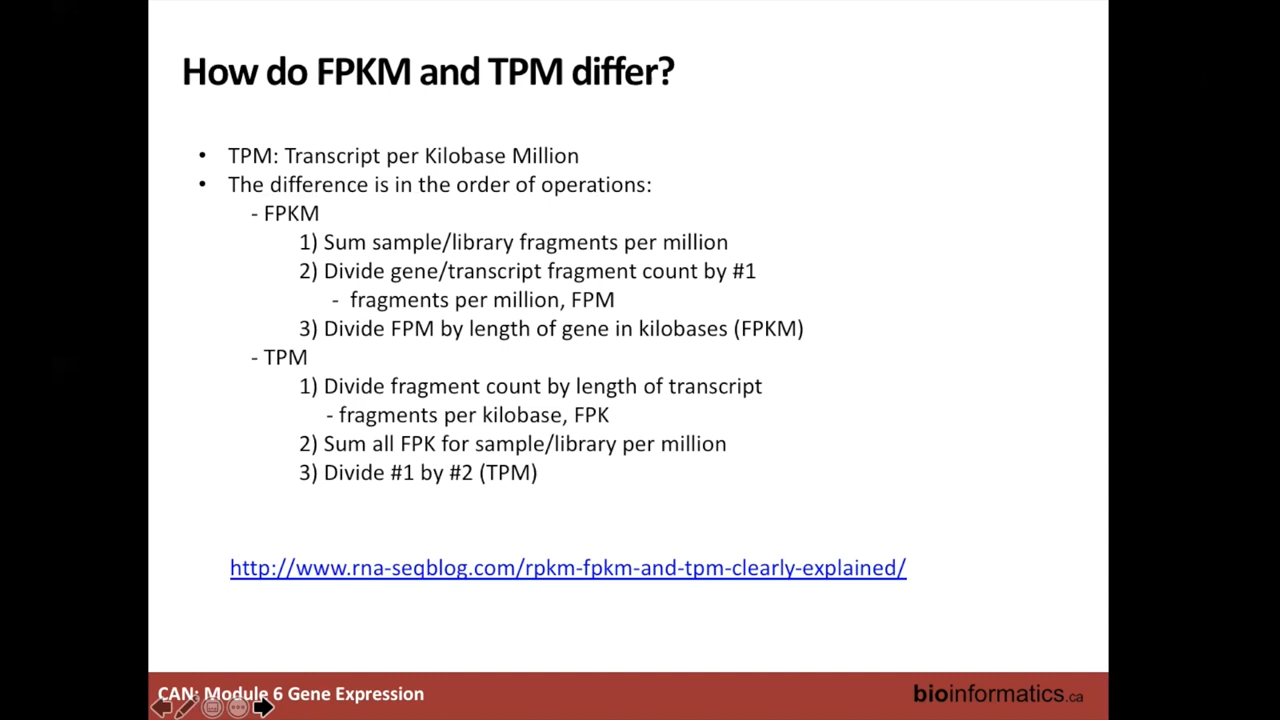 How do FPKM and TPM differ?
• TPM: Transcript per Kilobase Million
• The difference is in the order of operations:
- FPKM
1) Sum sample/library fragments per million
2) Divide gene/transcript fragment count by #1
- fragments per million, FPM
3) Divide FPM by length of gene in kilobases (FPKM)
- TPM
1) Divide fragment count by length of transcript
- fragments per kilobase, FPK
2) Sum all FPK for sample/library per million
3) Divide #1 by #2 (TPM)
http://www.rna-seqblog.com/rpkm-fpkm-and-tpm-clearly-explained/
CAN: Module 6 Gene Expression
bioinformatics.ca